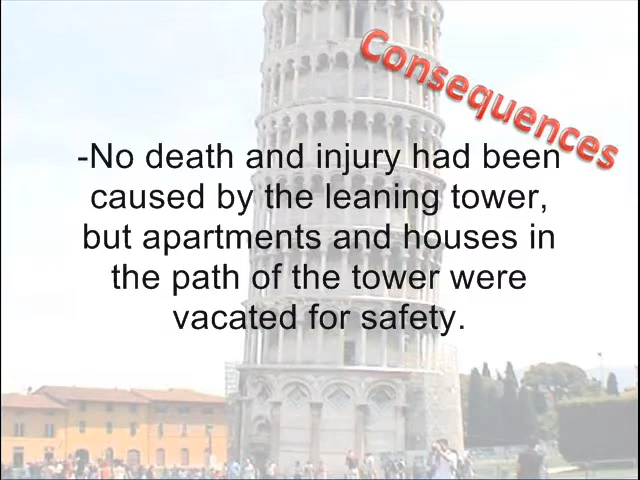 Consequences
-No death and injury had been
caused by the leaning tower,
but apartments and houses in
the path of the tower were
vacated for safety.